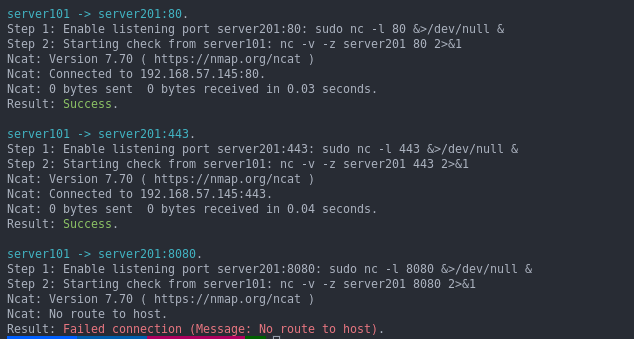 server101 -> server201:80.
Step 1: Enable listening port server201:80: sudo nc -l 80 &>/dev/null &
Step 2: Starting check from server101: nc -v -z server201 80 2>&1
Ncat: Version 7.70 ( https://nmap.org/ncat )
Ncat: Connected to 192.168.57.145:80.
Ncat: 0 bytes sent  0 bytes received in 0.03 seconds.
Result: Success.

server101 -> server201:443.
Step 1: Enable listening port server201:443: sudo nc -l 443 &>/dev/null &
Step 2: Starting check from server101: nc -v -z server201 443 2>&1
Ncat: Version 7.70 ( https://nmap.org/ncat )
Ncat: Connected to 192.168.57.145:443.
Ncat: 0 bytes sent  0 bytes received in 0.04 seconds.
Result: Success.

server101 -> server201:8080.
Step 1: Enable listening port server201:8080: sudo nc -l 8080 &>/dev/null &
Step 2: Starting check from server101: nc -v -z server201 8080 2>&1
Ncat: Version 7.70 ( https://nmap.org/ncat )
Ncat: No route to host.
Result: Failed connection (Message: No route to host).